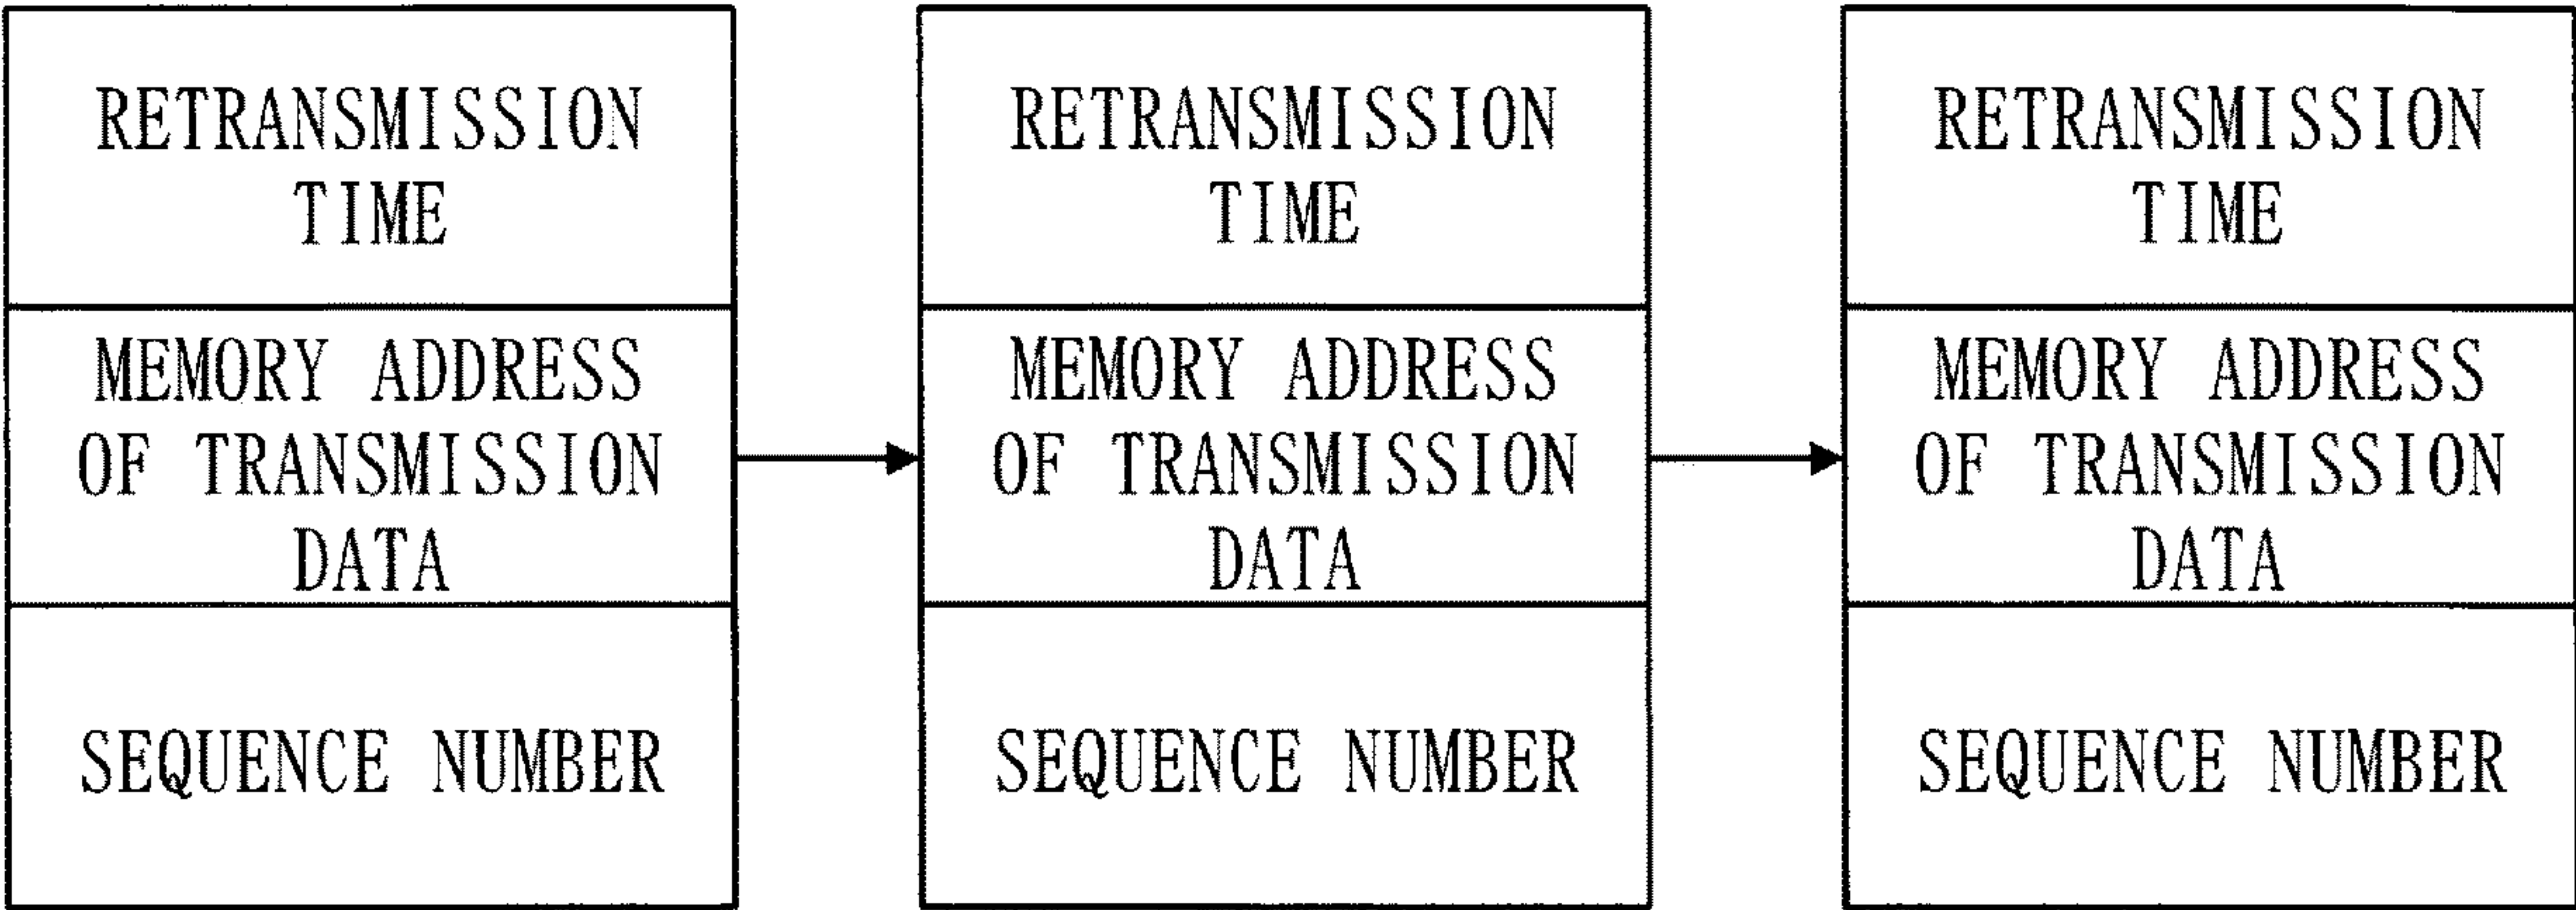 RETRANSMISSION
TIME
MEMORY ADDRESS
OF TRANSMISSION
DATA
SEQUENCE NUMBER
RETRANSMISSION
TIME
MEMORY ADDRESS
OF TRANSMISSION
DATA
SEQUENCE NUMBER
RETRANSMISSION
TIME
MEMORY ADDRESS
OF TRANSMISSION
DATA
SEQUENCE NUMBER